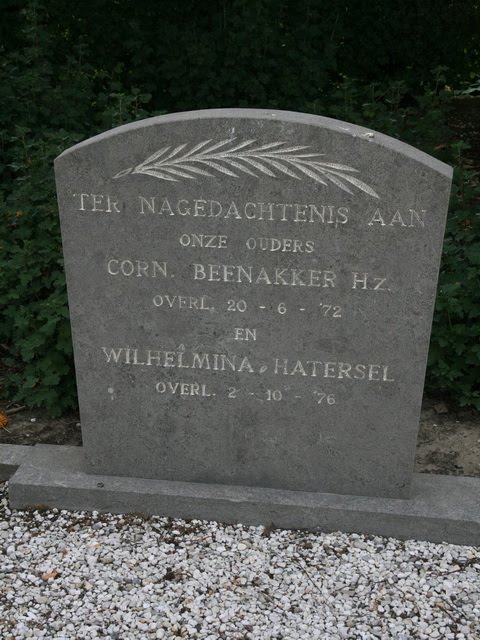 TER NAGEDACHTENIS AAN
ONZE OUDERS
CORN. BEENAKKER H.Z.
OVERL. 20 - 6 - '72
EN
WILHELMINA HATERSEL
OVERL. 2 - 10 - '76